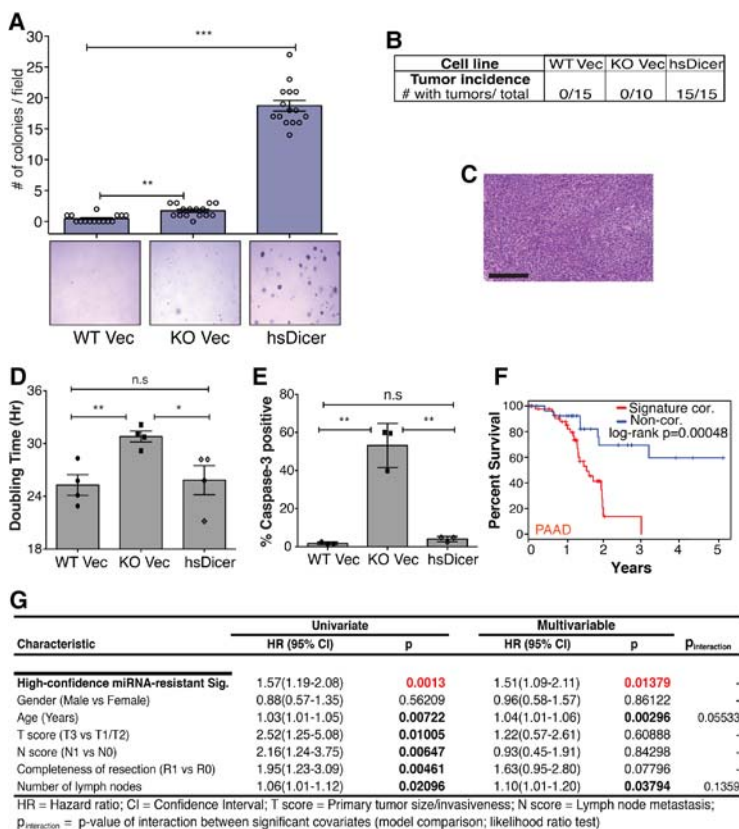 A
***
**
# of colonies / field
30
25
20
15
10
5
0
WT Vec KO Vec hsDicer
B
Cell line WT Vec KO Vec hsDicer
Tumor incidence
# with tumors/ total 0/15 0/10 15/15
C
D
n.s
** *
Doubling Time (Hr)
36
30
24
18
WT Vec KO Vec hsDicer
E
n.s
** **
% Caspase-3 positive
80
60
40
20
0
WT Vec KO Vec hsDicer
F
Signature cor.
Non-cor.
log-rank p=0.00048
Percent Survival
100
80
60
40
20
0
PAAD
0 1 2 3 4 5
Years
G
Univariate Multivariable
Characteristic HR (95% CI) p HR (95% CI) p Pinteraction
High-confidence miRNA-resistant Sig. 1.57(1.19-2.08) 0.0013 1.51(1.09-2.11) 0.01379 -
Gender (Male vs Female) 0.88(0.57-1.35) 0.56209 0.96(0.58-1.57) 0.86122 -
Age (Years) 1.03(1.01-1.05) 0.00722 1.04(1.01-1.06) 0.00296 0.05533
T score (T3 vs T1/T2) 2.52(1.25-5.08) 0.01005 1.22(0.57-2.61) 0.60888 -
N score (N1 vs N0) 2.16(1.24-3.75) 0.00647 0.93(0.45-1.91) 0.84298 -
Completeness of resection (R1 vs R0) 1.95(1.23-3.09) 0.00461 1.63(0.95-2.80) 0.07796 -
Number of lymph nodes 1.06(1.01-1.12) 0.02096 1.10(1.01-1.20) 0.03794 0.1359
HR = Hazard ratio; CI = Confidence Interval; T score = Primary tumor size/invasiveness; N score = Lymph node metastasis;
Pinteraction = p-value of interaction between significant covariates (model comparison; likelihood ratio test)